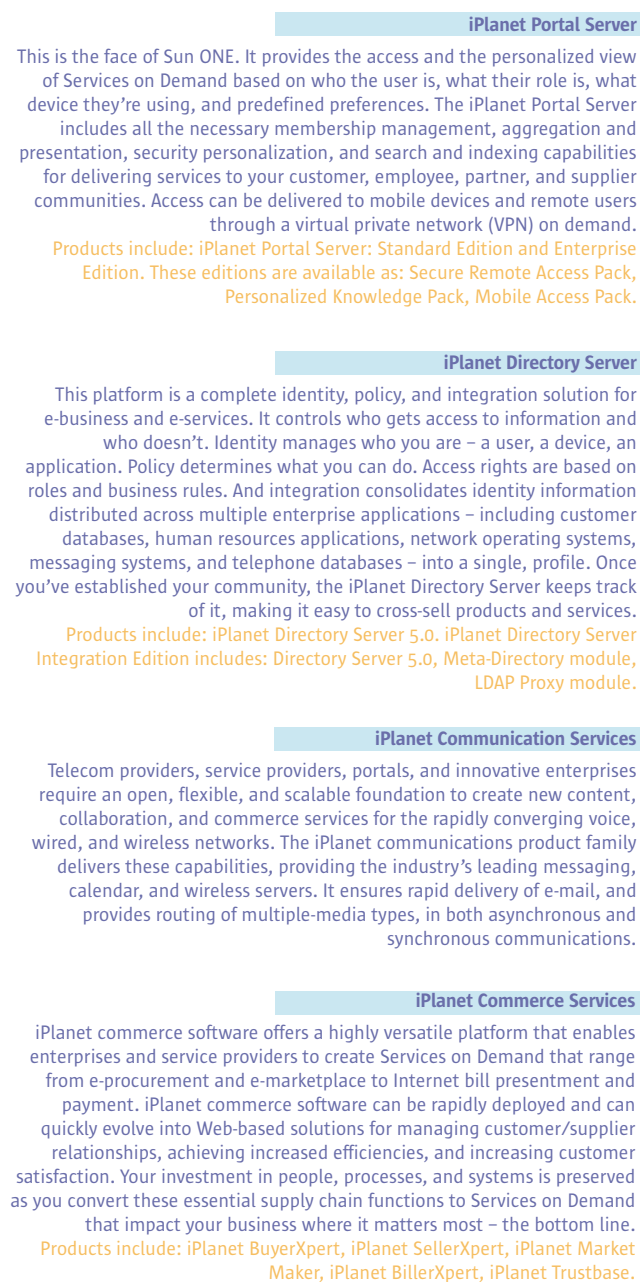 iPlanet Portal Server
This is the face of Sun ONE. It provides the access and the personalized view
of Services on Demand based on who the user is, what their role is, what
device they're using, and predefined preferences. The iPlanet Portal Server
includes all the necessary membership management, aggregation and
presentation, security personalization, and search and indexing capabilities
for delivering services to your customer, employee, partner, and supplier
communities. Access can be delivered to mobile devices and remote users
through a virtual private network (VPN) on demand.
Products include: iPlanet Portal Server: Standard Edition and Enterprise
Edition. These editions are available as: Secure Remote Access Pack,
Personalized Knowledge Pack, Mobile Access Pack.
iPlanet Directory Server
This platform is a complete identity, policy, and integration solution for
e-business and e-services. It controls who gets access to information and
who doesn't. Identity manages who you are – a user, a device, an
application. Policy determines what you can do. Access rights are based on
roles and business rules. And integration consolidates identity information
distributed across multiple enterprise applications – including customer
databases, human resources applications, network operating systems,
messaging systems, and telephone databases – into a single, profile. Once
you've established your community, the iPlanet Directory Server keeps track
of it, making it easy to cross-sell products and services.
Products include: iPlanet Directory Server 5.0. iPlanet Directory Server
Integration Edition includes: Directory Server 5.0, Meta-Directory module,
LDAP Proxy module.
iPlanet Communication Services
Telecom providers, service providers, portals, and innovative enterprises
require an open, flexible, and scalable foundation to create new content,
collaboration, and commerce services for the rapidly converging voice,
wired, and wireless networks. The iPlanet communications product family
delivers these capabilities, providing the industry's leading messaging,
calendar, and wireless servers. It ensures rapid delivery of e-mail, and
provides routing of multiple-media types, in both asynchronous and
synchronous communications.
iPlanet Commerce Services
iPlanet commerce software offers a highly versatile platform that enables
enterprises and service providers to create Services on Demand that range
from e-procurement and e-marketplace to Internet bill presentment and
payment. iPlanet commerce software can be rapidly deployed and can
quickly evolve into Web-based solutions for managing customer/supplier
relationships, achieving increased efficiencies, and increasing customer
satisfaction. Your investment in people, processes, and systems is preserved
as you convert these essential supply chain functions to Services on Demand
that impact your business where it matters most – the bottom line.
Products include: iPlanet BuyerXpert, iPlanet SellerXpert, iPlanet Market
Maker, iPlanet BillerXpert, iPlanet Trustbase.